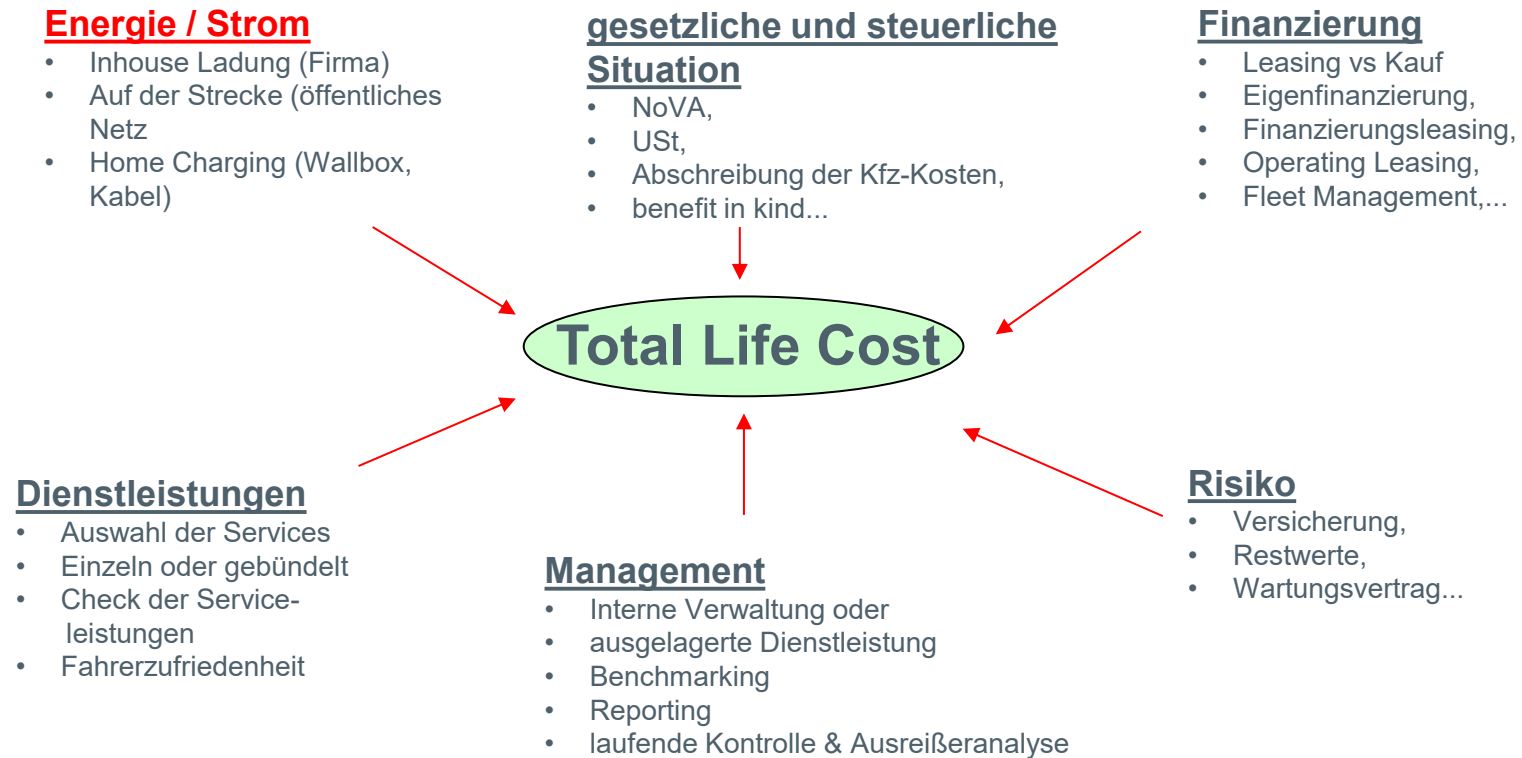 Energie / Strom
• Inhouse Ladung (Firma)
• Auf der Strecke (öffentliches
Netz
• Home Charging (Wallbox,
Kabel)
gesetzliche und steuerliche
Situation
• NoVA,
• USt,
• Abschreibung der Kfz-Kosten,
• benefit in kind...
Finanzierung
• Leasing vs Kauf
• Eigenfinanzierung,
• Finanzierungsleasing,
• Operating Leasing,
• Fleet Management,...
Total Life Cost
Dienstleistungen
• Auswahl der Services
• Einzeln oder gebündelt
• Check der Service-
leistungen
• Fahrerzufriedenheit
Management
• Interne Verwaltung oder
• ausgelagerte Dienstleistung
• Benchmarking
• Reporting
• laufende Kontrolle & Ausreißeranalyse
Risiko
• Versicherung,
• Restwerte,
• Wartungsvertrag...